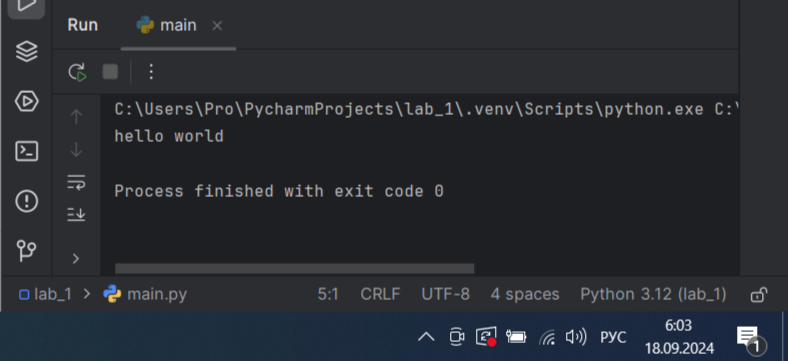 Run main
C:\Users\Pro\PycharmProjects\lab_1\.venv\Scripts\python.exe C:\
hello world
Process finished with exit code 0
lab_1 > main.py 5:1 CRLF UTF-8 4 spaces Python 3.12 (lab_1)
РУС 6:03
18.09.2024 1